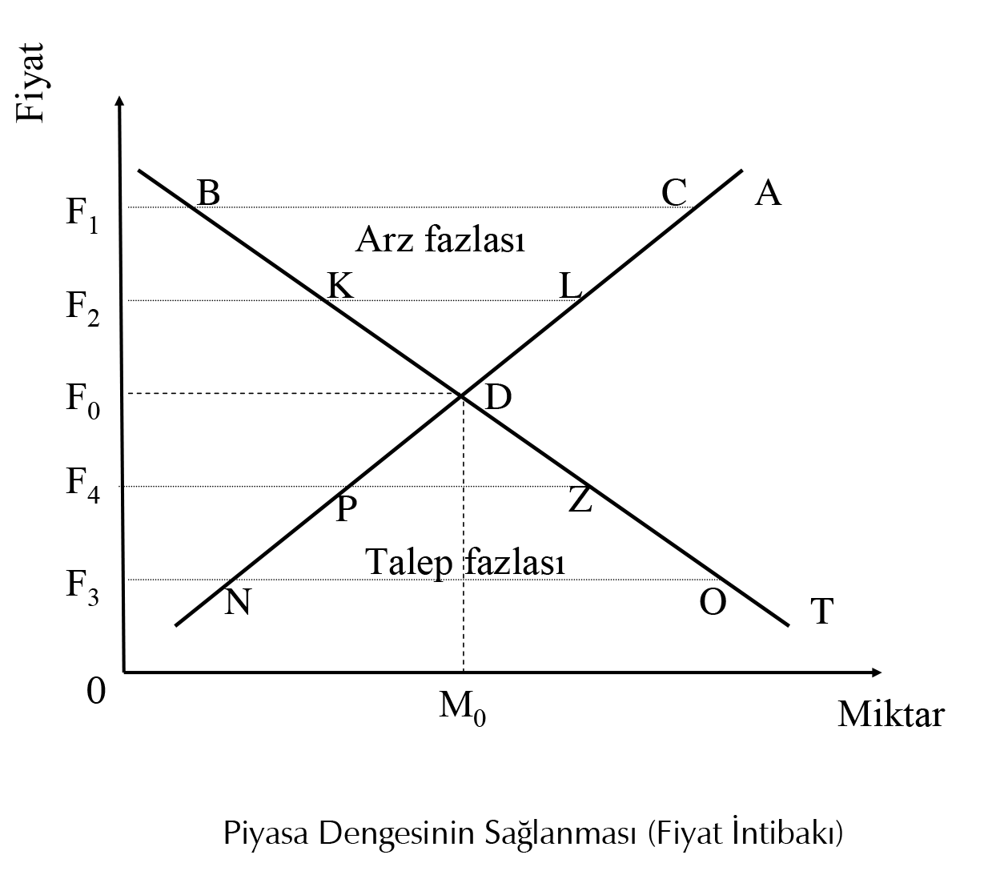 Fiyat
B
C
A
F₁
Arz fazlası
K
L
F₂
F₀
D
F₄
P
Z
Talep fazlası
F₃
N
O
T
0
M₀
Miktar
Piyasa Dengesinin Sağlanması (Fiyat İntibakı)